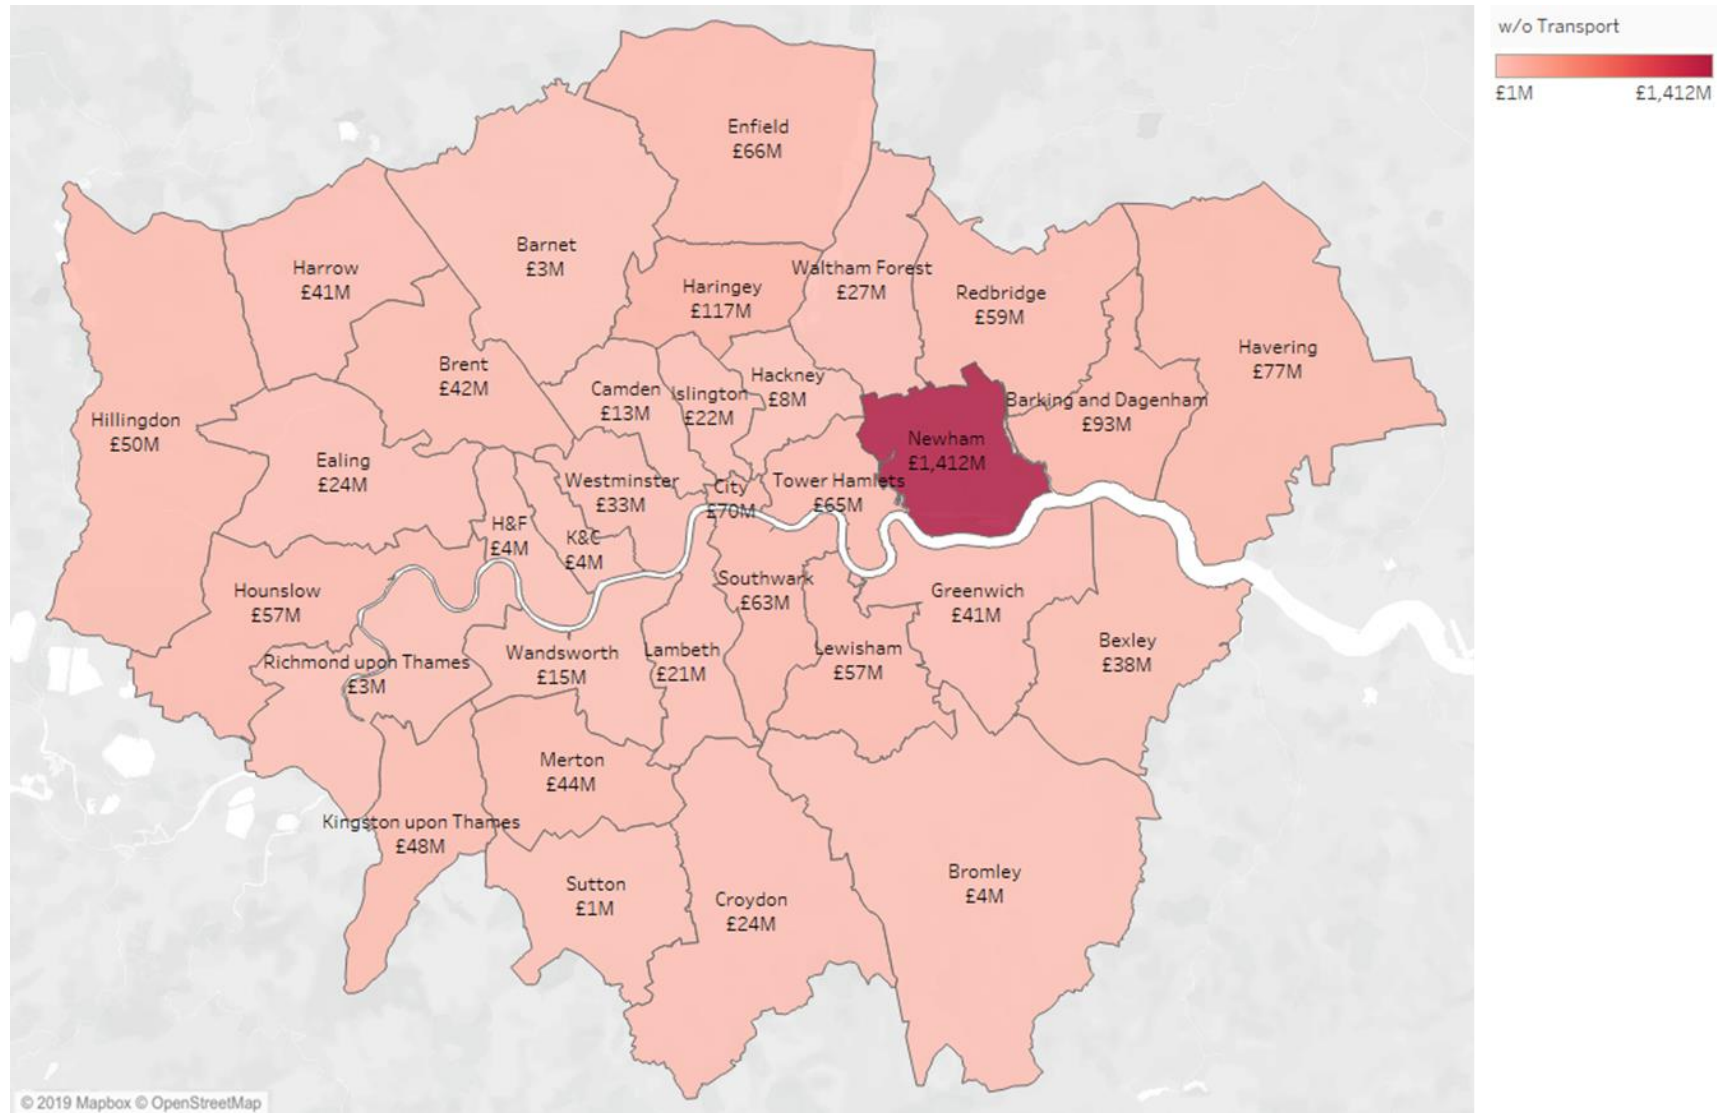 w/o Transport
£1M £1,412M
Enfield
£66M
Barnet
£3M
Harrow
£41M
Haringey
£117M
Waltham Forest
£27M
Redbridge
£59M
Havering
£77M
Brent
£42M
Camden
£13M
Islington
£22M
Hackney
£8M
Barking and Dagenham
£93M
Hillingdon
£50M
Newham
£1,412M
Ealing
£24M
Westminster
£33M
City
£70M
Tower Hamlets
£65M
H&F
£4M
K&C
£4M
Hounslow
£57M
Southwark
£63M
Greenwich
£41M
Richmond upon Thames
£3M
Wandsworth
£15M
Lambeth
£21M
Lewisham
£57M
Bexley
£38M
Merton
£44M
Kingston upon Thames
£48M
Sutton
£1M
Croydon
£24M
Bromley
£4M
© 2019 Mapbox © OpenStreetMap